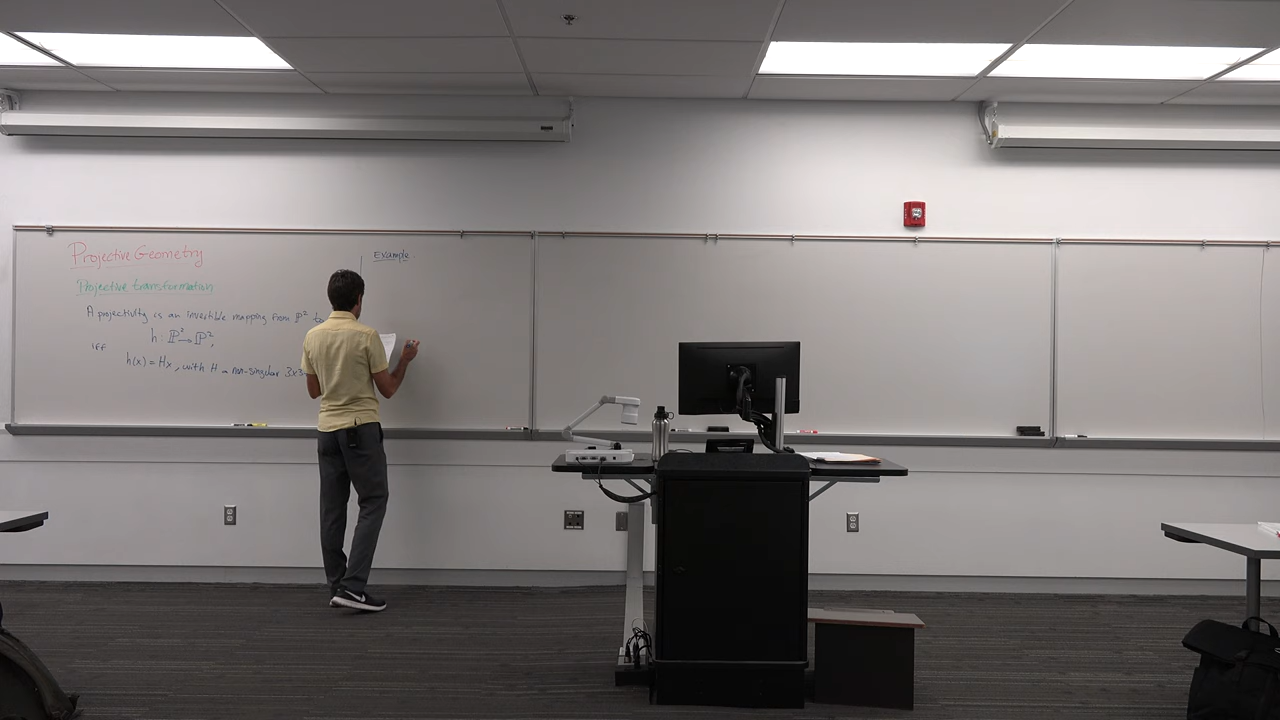 Projective Geometry
Projective transformation
A projectivity is an invertible mapping from ℙ² to
h: ℙ² → ℙ²,
iff
h(x) = Hx, with H a non-singular 3x3
Example